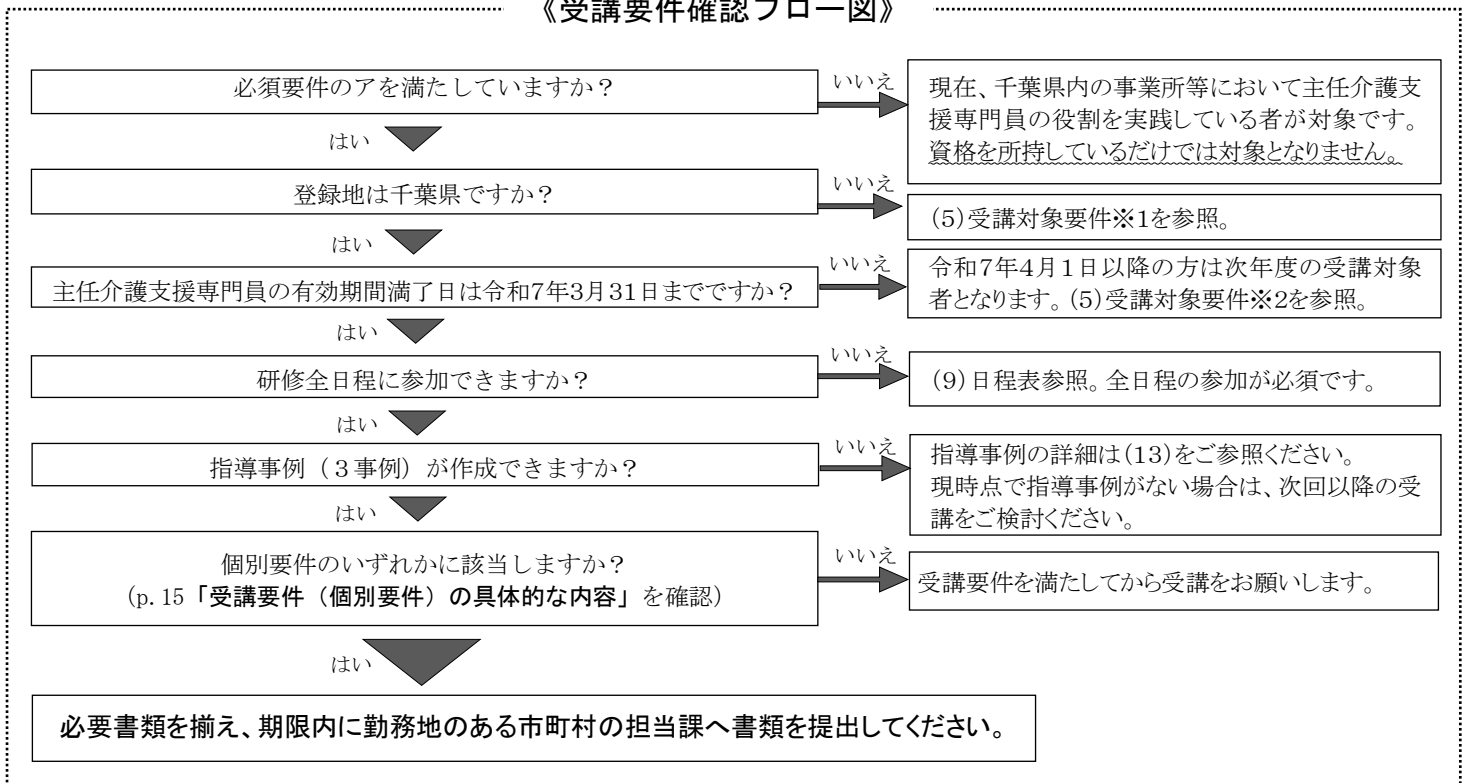 《受講要件確認フロー図》
必須要件のアを満たしていますか？
いいえ
現在、千葉県内の事業所等において主任介護支
援専門員の役割を実践している者が対象です。
資格を所持しているだけでは対象となりません。
はい
登録地は千葉県ですか？
いいえ
(5)受講対象要件※1を参照。
はい
主任介護支援専門員の有効期間満了日は令和7年3月31日までですか？
いいえ
令和7年4月1日以降の方は次年度の受講対象
者となります。(5)受講対象要件※2を参照。
はい
研修全日程に参加できますか？
いいえ
(9)日程表参照。全日程の参加が必須です。
はい
指導事例（3事例）が作成できますか？
いいえ
指導事例の詳細は(13)をご参照ください。
現時点で指導事例がない場合は、次回以降の受
講をご検討ください。
はい
個別要件のいずれかに該当しますか？
(p.15「受講要件（個別要件）の具体的な内容」を確認)
いいえ
受講要件を満たしてから受講をお願いします。
はい
必要書類を揃え、期限内に勤務地のある市町村の担当課へ書類を提出してください。